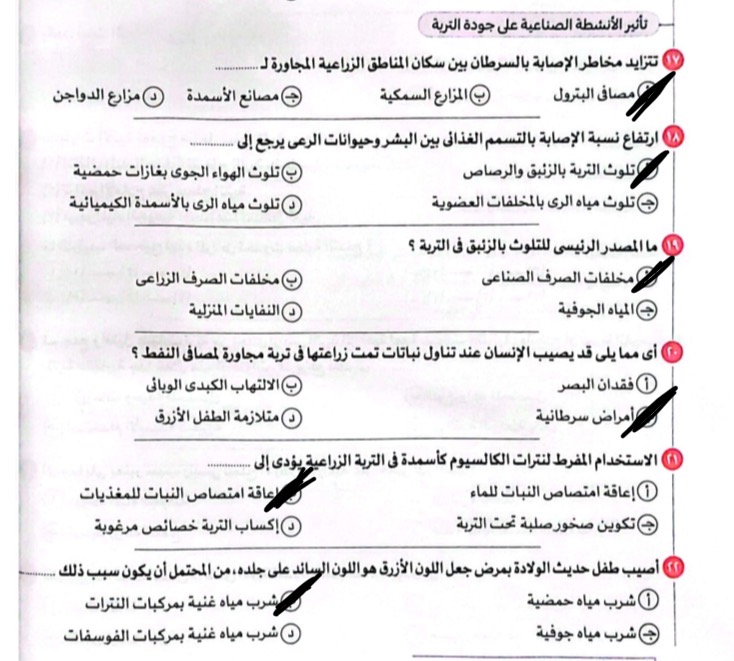 تأثير الأنشطة الصناعية على جودة التربة
١٧ تتزايد مخاطر الإصابة بالسرطان بين سكان المناطق الزراعية المجاورة لـ ............
مصافى البترول ب المزارع السمكية جـ مصانع الأسمدة د مزارع الدواجن
١٨ ارتفاع نسبة الإصابة بالتسمم الغذائى بين البشر وحيوانات الرعى يرجع إلى ............
تلوث التربة بالزئبق والرصاص ب تلوث الهواء الجوى بغازات حمضية
جـ تلوث مياه الرى بالمخلفات العضوية د تلوث مياه الرى بالأسمدة الكيميائية
١٩ ما المصدر الرئيسى للتلوث بالزئبق فى التربة ؟
مخلفات الصرف الصناعى ب مخلفات الصرف الزراعى
جـ المياه الجوفية د النفايات المنزلية
٢٠ أى مما يلى قد يصيب الإنسان عند تناول نباتات تمت زراعتها فى تربة مجاورة لمصافى النفط ؟
أ فقدان البصر ب الالتهاب الكبدى الوبائى
أمراض سرطانية د متلازمة الطفل الأزرق
٢١ الاستخدام المفرط لنترات الكالسيوم كأسمدة فى التربة الزراعية يؤدى إلى ............
أ إعاقة امتصاص النبات للماء إعاقة امتصاص النبات للمغذيات
جـ تكوين صخور صلبة تحت التربة د إكساب التربة خصائص مرغوبة
٢٢ أصيب طفل حديث الولادة بمرض جعل اللون الأزرق هو اللون السائد على جلده، من المحتمل أن يكون سبب ذلك ............
أ شرب مياه حمضية شرب مياه غنية بمركبات النترات
جـ شرب مياه جوفية د شرب مياه غنية بمركبات الفوسفات